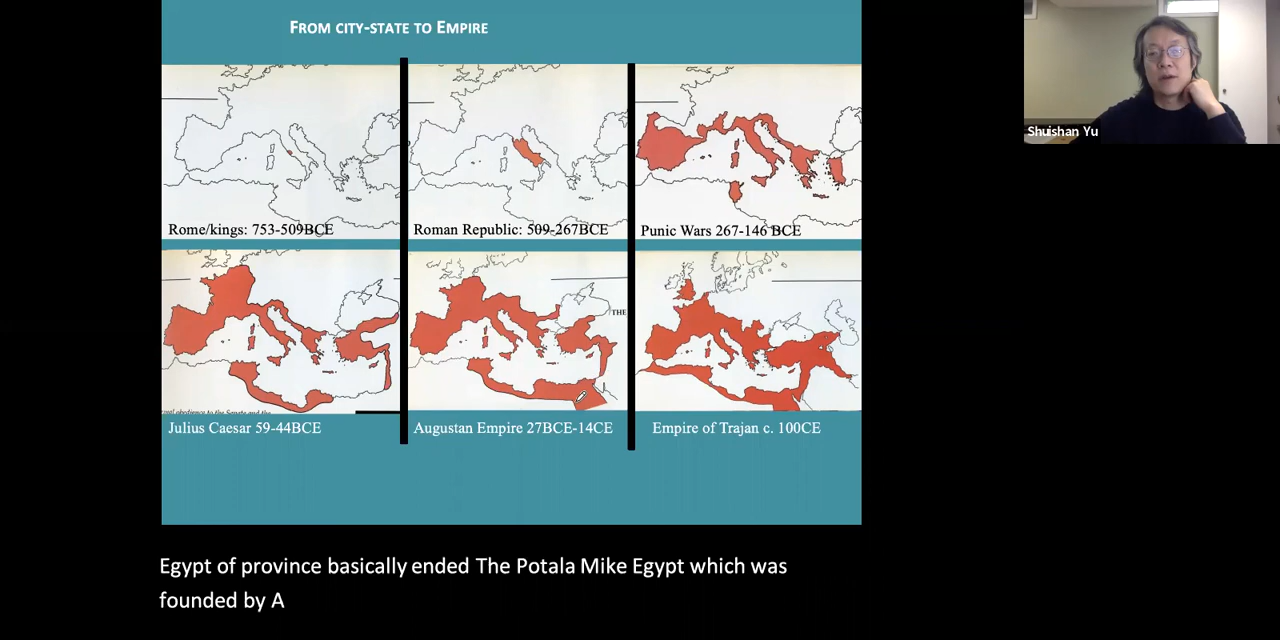 FROM CITY-STATE TO EMPIRE
Shuishan Yu
Rome/kings: 753-509BCE
Roman Republic: 509-267BCE
Punic Wars 267-146 BCE
THE
Julius Caesar 59-44BCE
Augustan Empire 27BCE-14CE
Empire of Trajan c. 100CE
Egypt of province basically ended The Potala Mike Egypt which was
founded by A